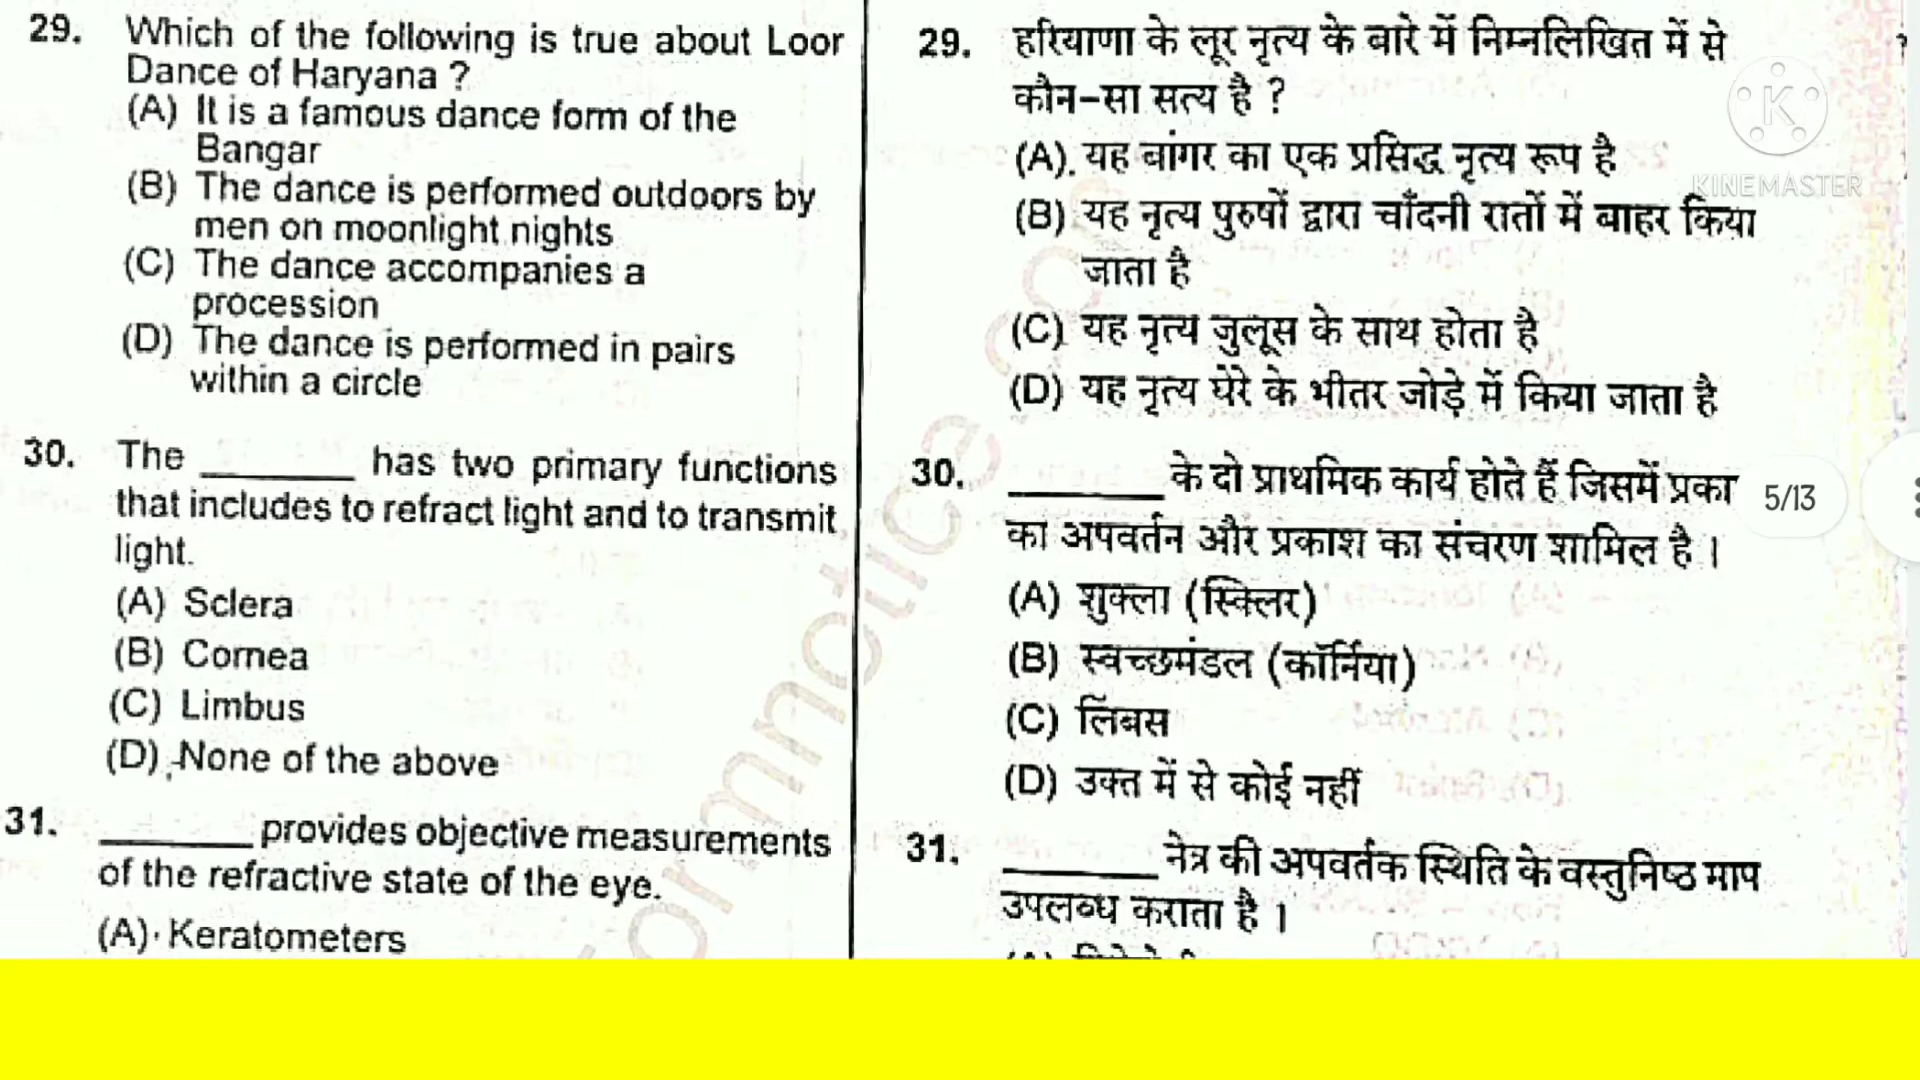 29. Which of the following is true about Loor
Dance of Haryana ?
(A) It is a famous dance form of the
Bangar
(B) The dance is performed outdoors by
men on moonlight nights
(C) The dance accompanies a
procession
(D) The dance is performed in pairs
within a circle
30. The ________ has two primary functions
that includes to refract light and to transmit
light.
(A) Sclera
(B) Cornea
(C) Limbus
(D) None of the above
31. ________ provides objective measurements
of the refractive state of the eye.
(A) Keratometers
29. हरियाणा के लूर नृत्य के बारे में निम्नलिखित में से
कौन-सा सत्य है ?
(A) यह बांगर का एक प्रसिद्ध नृत्य रूप है
(B) यह नृत्य पुरुषों द्वारा चाँदनी रातों में बाहर किया
जाता है
(C) यह नृत्य जुलूस के साथ होता है
(D) यह नृत्य घेरे के भीतर जोड़े में किया जाता है
30. ________ के दो प्राथमिक कार्य होते हैं जिसमें प्रका
का अपवर्तन और प्रकाश का संचरण शामिल है ।
(A) शुक्ला (स्क्लिर)
(B) स्वच्छमंडल (कॉर्निया)
(C) लिंबस
(D) उक्त में से कोई नहीं
31. ________ नेत्र की अपवर्तक स्थिति के वस्तुनिष्ठ माप
उपलब्ध कराता है ।
K
KINEMASTER
5/13